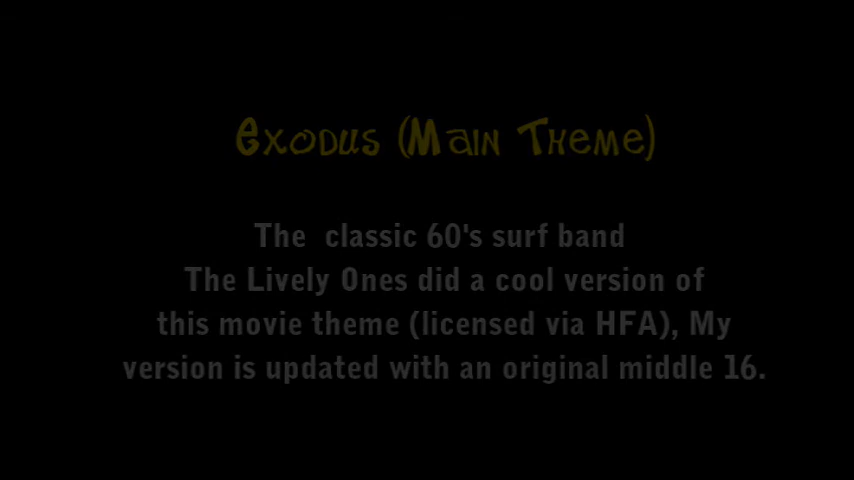 Exodus (Main Theme)
The classic 60's surf band
The Lively Ones did a cool version of
this movie theme (licensed via HFA), My
version is updated with an original middle 16.